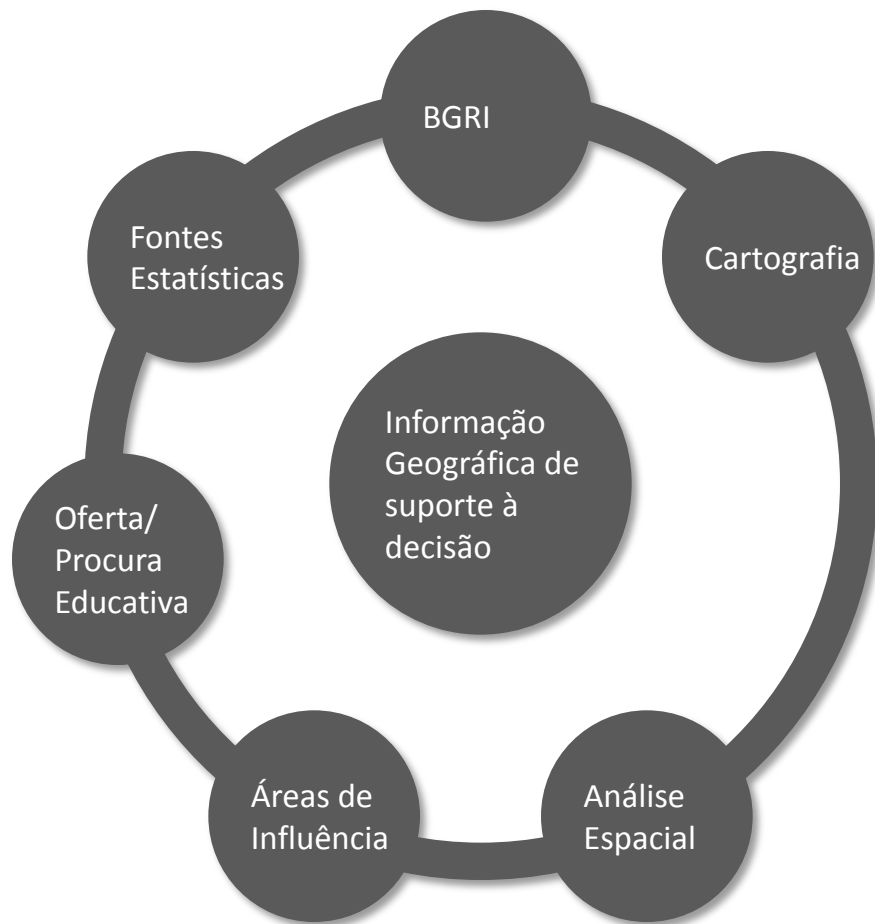 BGRI
Fontes
Estatísticas
Cartografia
Informação
Geográfica de
suporte à
decisão
Oferta/
Procura
Educativa
Áreas de
Influência
Análise
Espacial